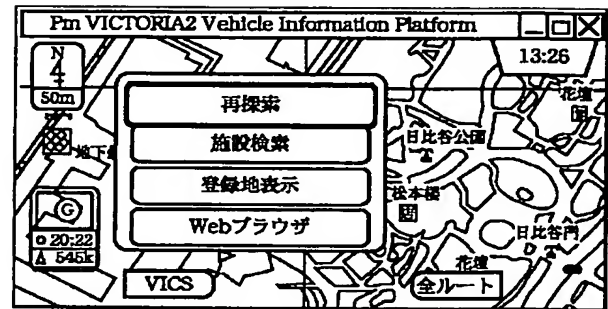 Pm VICTORIA2 Vehicle Information Platform
N
13:26
50m
花壇
再探索
施設検索
日比谷公園
地下
登録地表示
松本楼
G
Webブラウザ
20:22
日比谷門
545k
花壇
VICS
全ルート